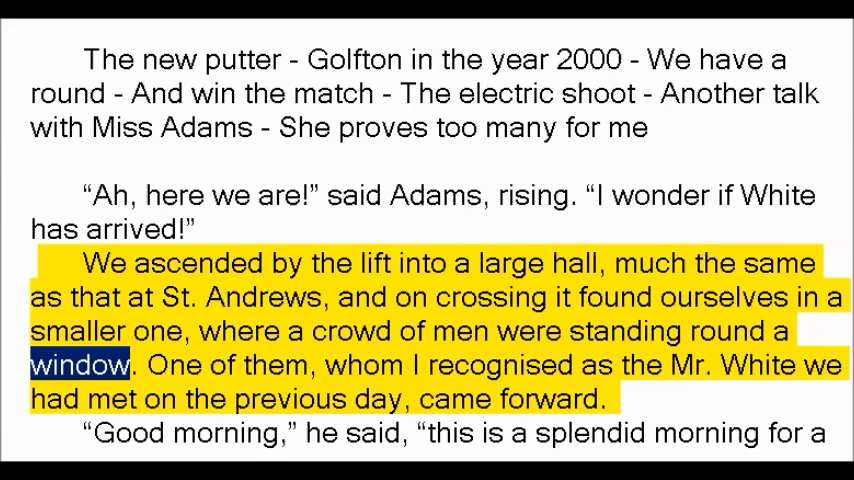 The new putter - Golfton in the year 2000 - We have a
round - And win the match - The electric shoot - Another talk
with Miss Adams - She proves too many for me
“Ah, here we are!” said Adams, rising. “I wonder if White
has arrived!”
We ascended by the lift into a large hall, much the same
as that at St. Andrews, and on crossing it found ourselves in a
smaller one, where a crowd of men were standing round a
window. One of them, whom I recognised as the Mr. White we
had met on the previous day, came forward.
“Good morning,” he said, “this is a splendid morning for a